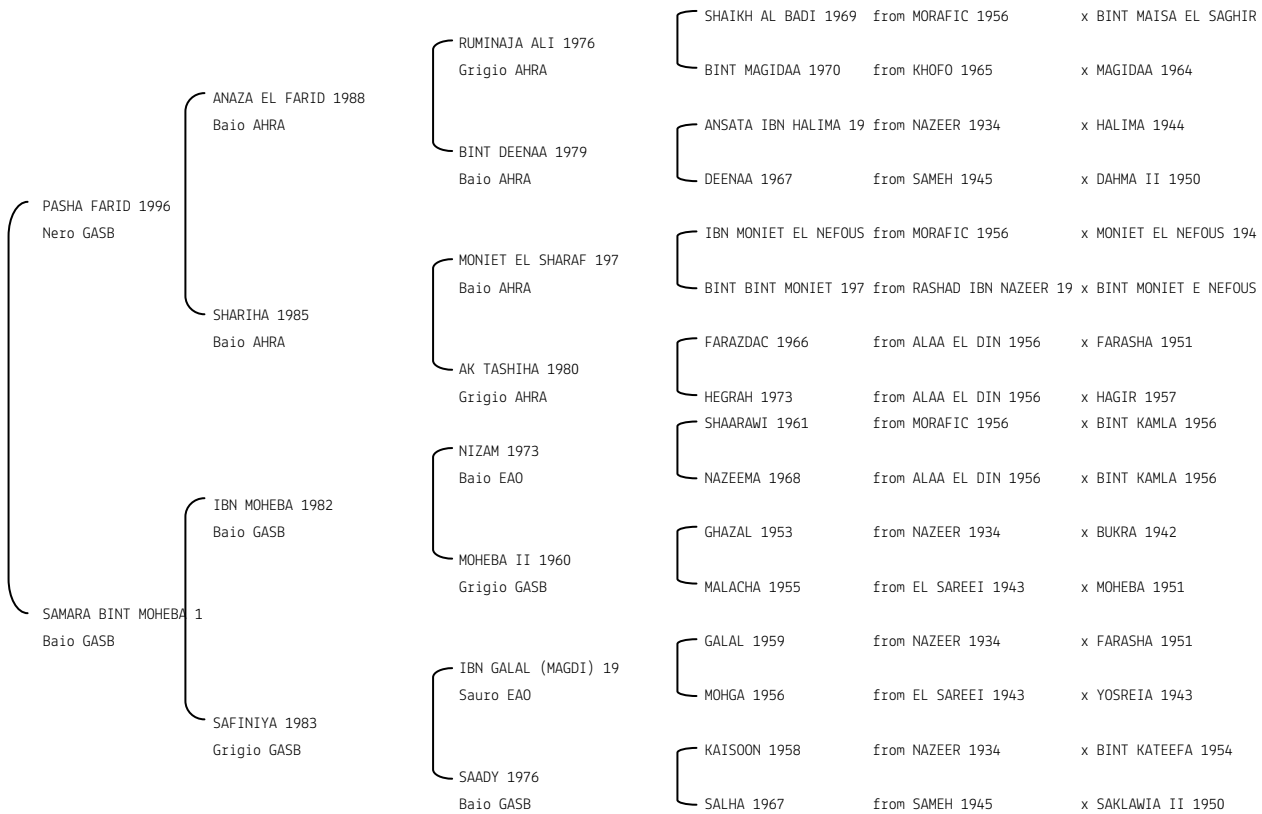 SHAIKH AL BADI 1969 from MORAFIC 1956 x BINT MAISA EL SAGHIR
RUMINAJA ALI 1976
Grigio AHRA
BINT MAGIDAA 1970 from KHOFO 1965 x MAGIDAA 1964
ANAZA EL FARID 1988
Baio AHRA
ANSATA IBN HALIMA 19 from NAZEER 1934 x HALIMA 1944
BINT DEENAA 1979
Baio AHRA
DEENAA 1967 from SAMEH 1945 x DAHMA II 1950
PASHA FARID 1996
Nero GASB
IBN MONIET EL NEFOUS from MORAFIC 1956 x MONIET EL NEFOUS 194
MONIET EL SHARAF 197
Baio AHRA
BINT BINT MONIET 197 from RASHAD IBN NAZEER 19 x BINT MONIET E NEFOUS
SHARIHA 1985
Baio AHRA
FARAZDAC 1966 from ALAA EL DIN 1956 x FARASHA 1951
AK TASHIHA 1980
Grigio AHRA
HEGRAH 1973 from ALAA EL DIN 1956 x HAGIR 1957
SHAARAWI 1961 from MORAFIC 1956 x BINT KAMLA 1956
NIZAM 1973
Baio EAO
NAZEEMA 1968 from ALAA EL DIN 1956 x BINT KAMLA 1956
IBN MOHEBA 1982
Baio GASB
GHAZAL 1953 from NAZEER 1934 x BUKRA 1942
MOHEBA II 1960
Grigio GASB
MALACHA 1955 from EL SAREEI 1943 x MOHEBA 1951
SAMARA BINT MOHEBA 1
Baio GASB
GALAL 1959 from NAZEER 1934 x FARASHA 1951
IBN GALAL (MAGDI) 19
Sauro EAO
MOHGA 1956 from EL SAREEI 1943 x YOSREIA 1943
SAFINIYA 1983
Grigio GASB
KAISOON 1958 from NAZEER 1934 x BINT KATEEFA 1954
SAADY 1976
Baio GASB
SALHA 1967 from SAMEH 1945 x SAKLAWIA II 1950